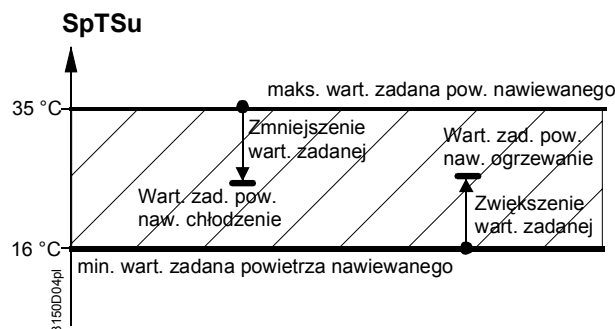 SpTSu
maks. wart. zadana pow. nawiewanego
35 °C
Zmniejszenie
wart. zadanej
Wart. zad. pow.
naw. ogrzewanie
Wart. zad. pow.
naw. chłodzenie
Zwiększenie
wart. zadanej
16 °C
min. wart. zadana powietrza nawiewanego
3150D04pl